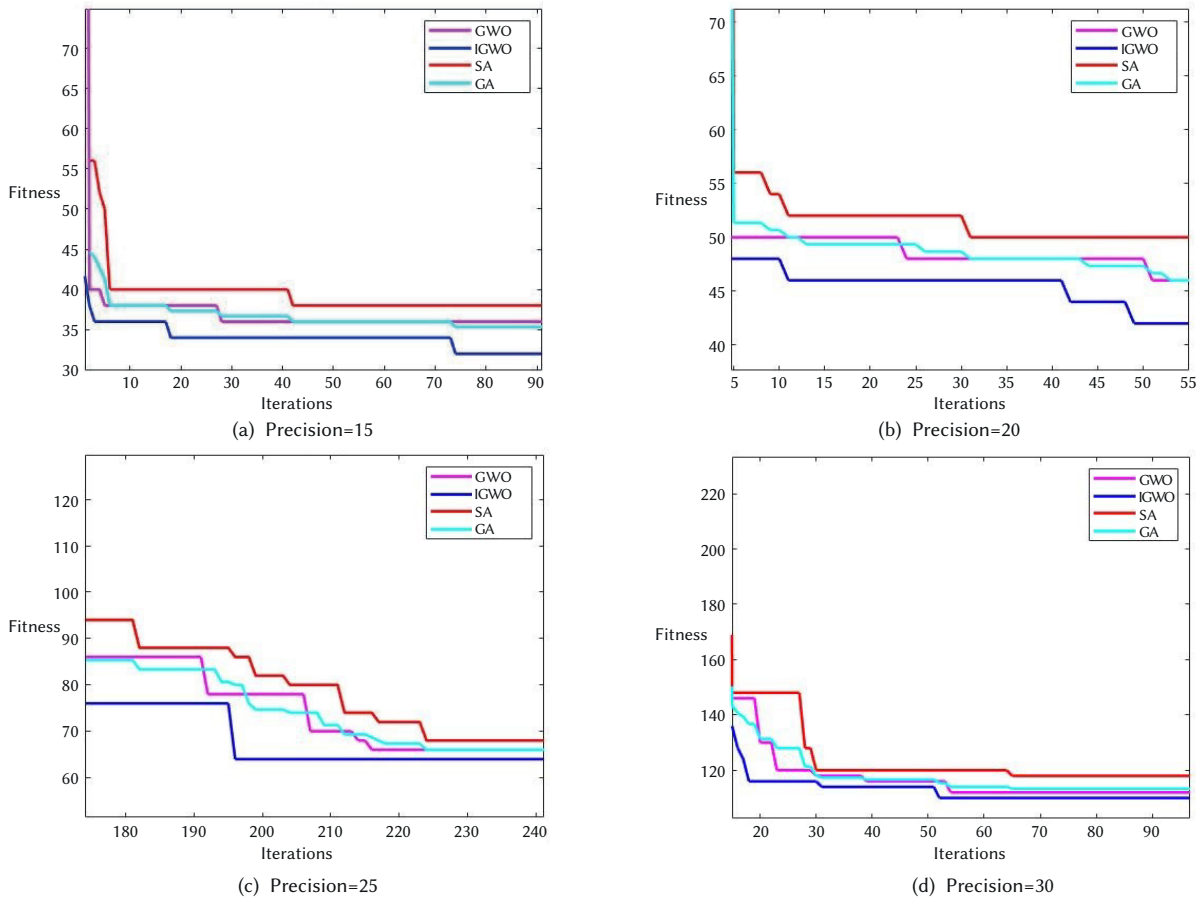 70
65
60
55
50
45
40
35
30
Fitness
GWO
IGWO
SA
GA
10 20 30 40 50 60 70 80 90
Iterations
(a) Precision=15
70
65
60
55
50
45
40
Fitness
GWO
IGWO
SA
GA
5 10 15 20 25 30 35 40 45 50 55
Iterations
(b) Precision=20
120
110
100
90
80
70
60
Fitness
GWO
IGWO
SA
GA
180 190 200 210 220 230 240
Iterations
(c) Precision=25
220
200
180
160
140
120
Fitness
GWO
IGWO
SA
GA
20 30 40 50 60 70 80 90
Iterations
(d) Precision=30